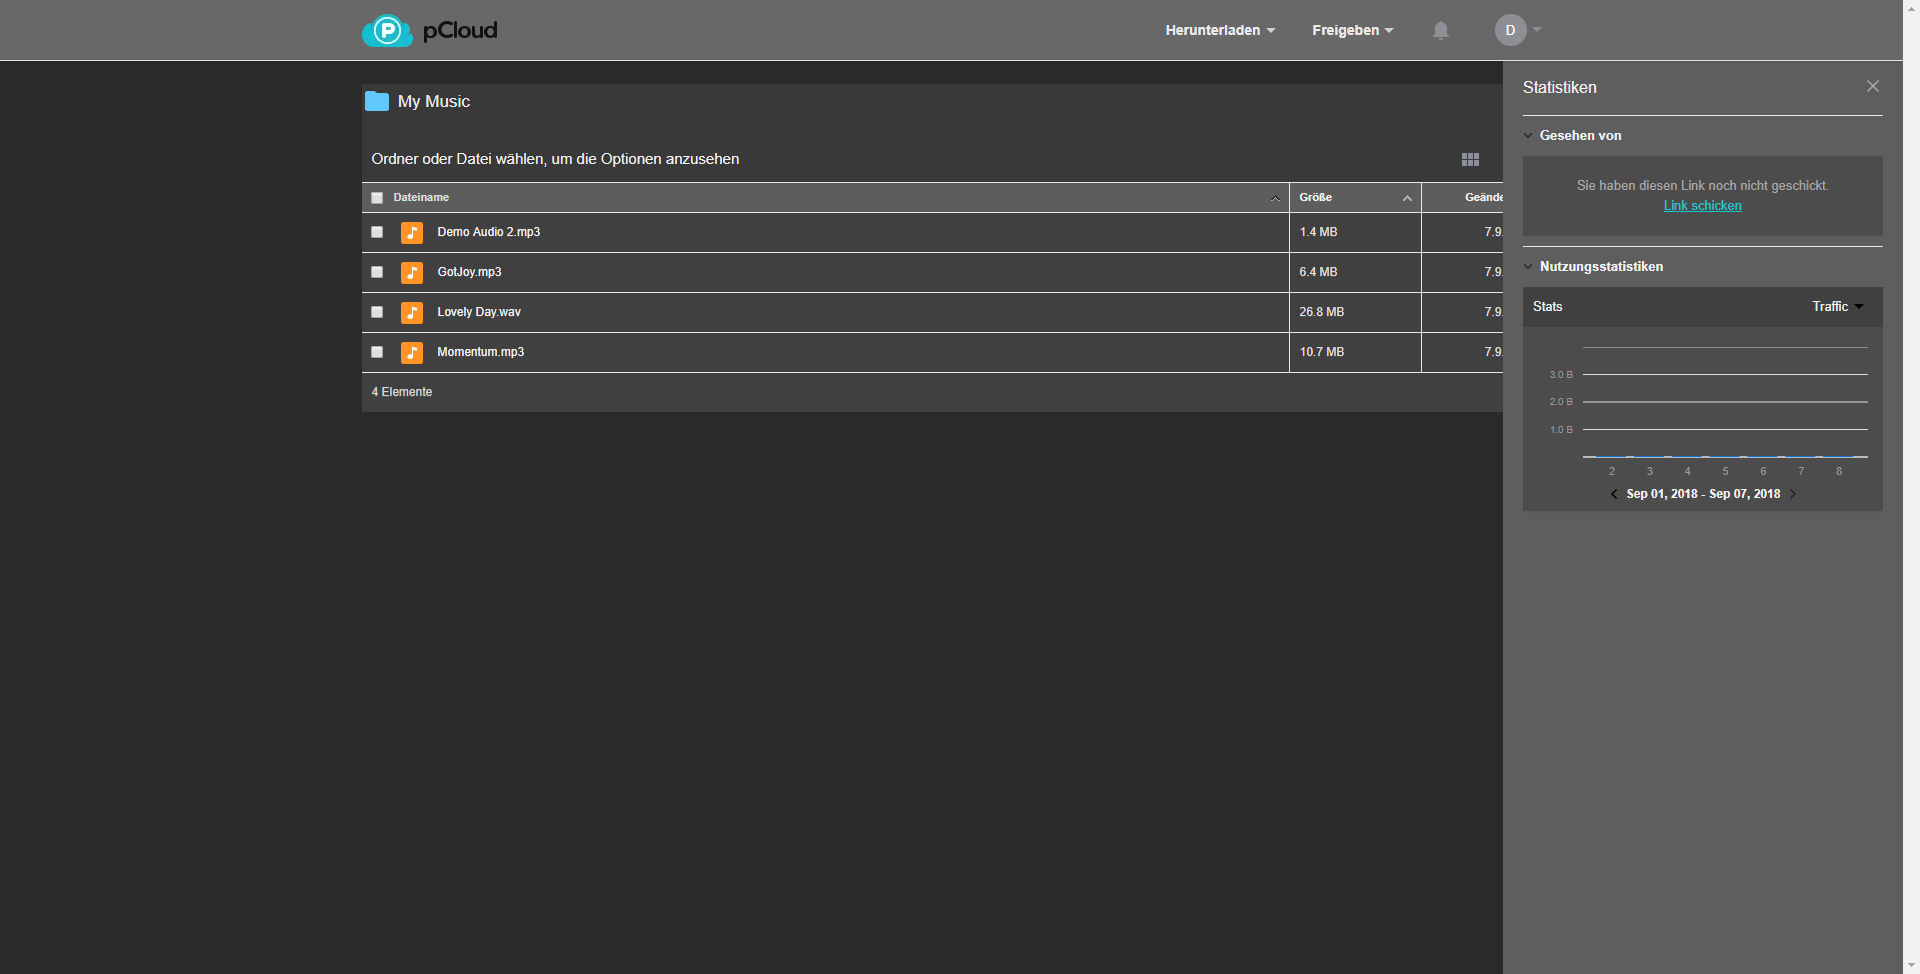 P pCloud
Herunterladen
Freigeben
D
My Music
Ordner oder Datei wählen, um die Optionen anzusehen
Dateiname Größe Geände
Demo Audio 2.mp3 1.4 MB 7.9.
GotJoy.mp3 6.4 MB 7.9.
Lovely Day.wav 26.8 MB 7.9.
Momentum.mp3 10.7 MB 7.9.
4 Elemente
Statistiken
Gesehen von
Sie haben diesen Link noch nicht geschickt.
Link schicken
Nutzungsstatistiken
Stats Traffic
3.0 B
2.0 B
1.0 B
2 3 4 5 6 7 8
Sep 01, 2018 - Sep 07, 2018